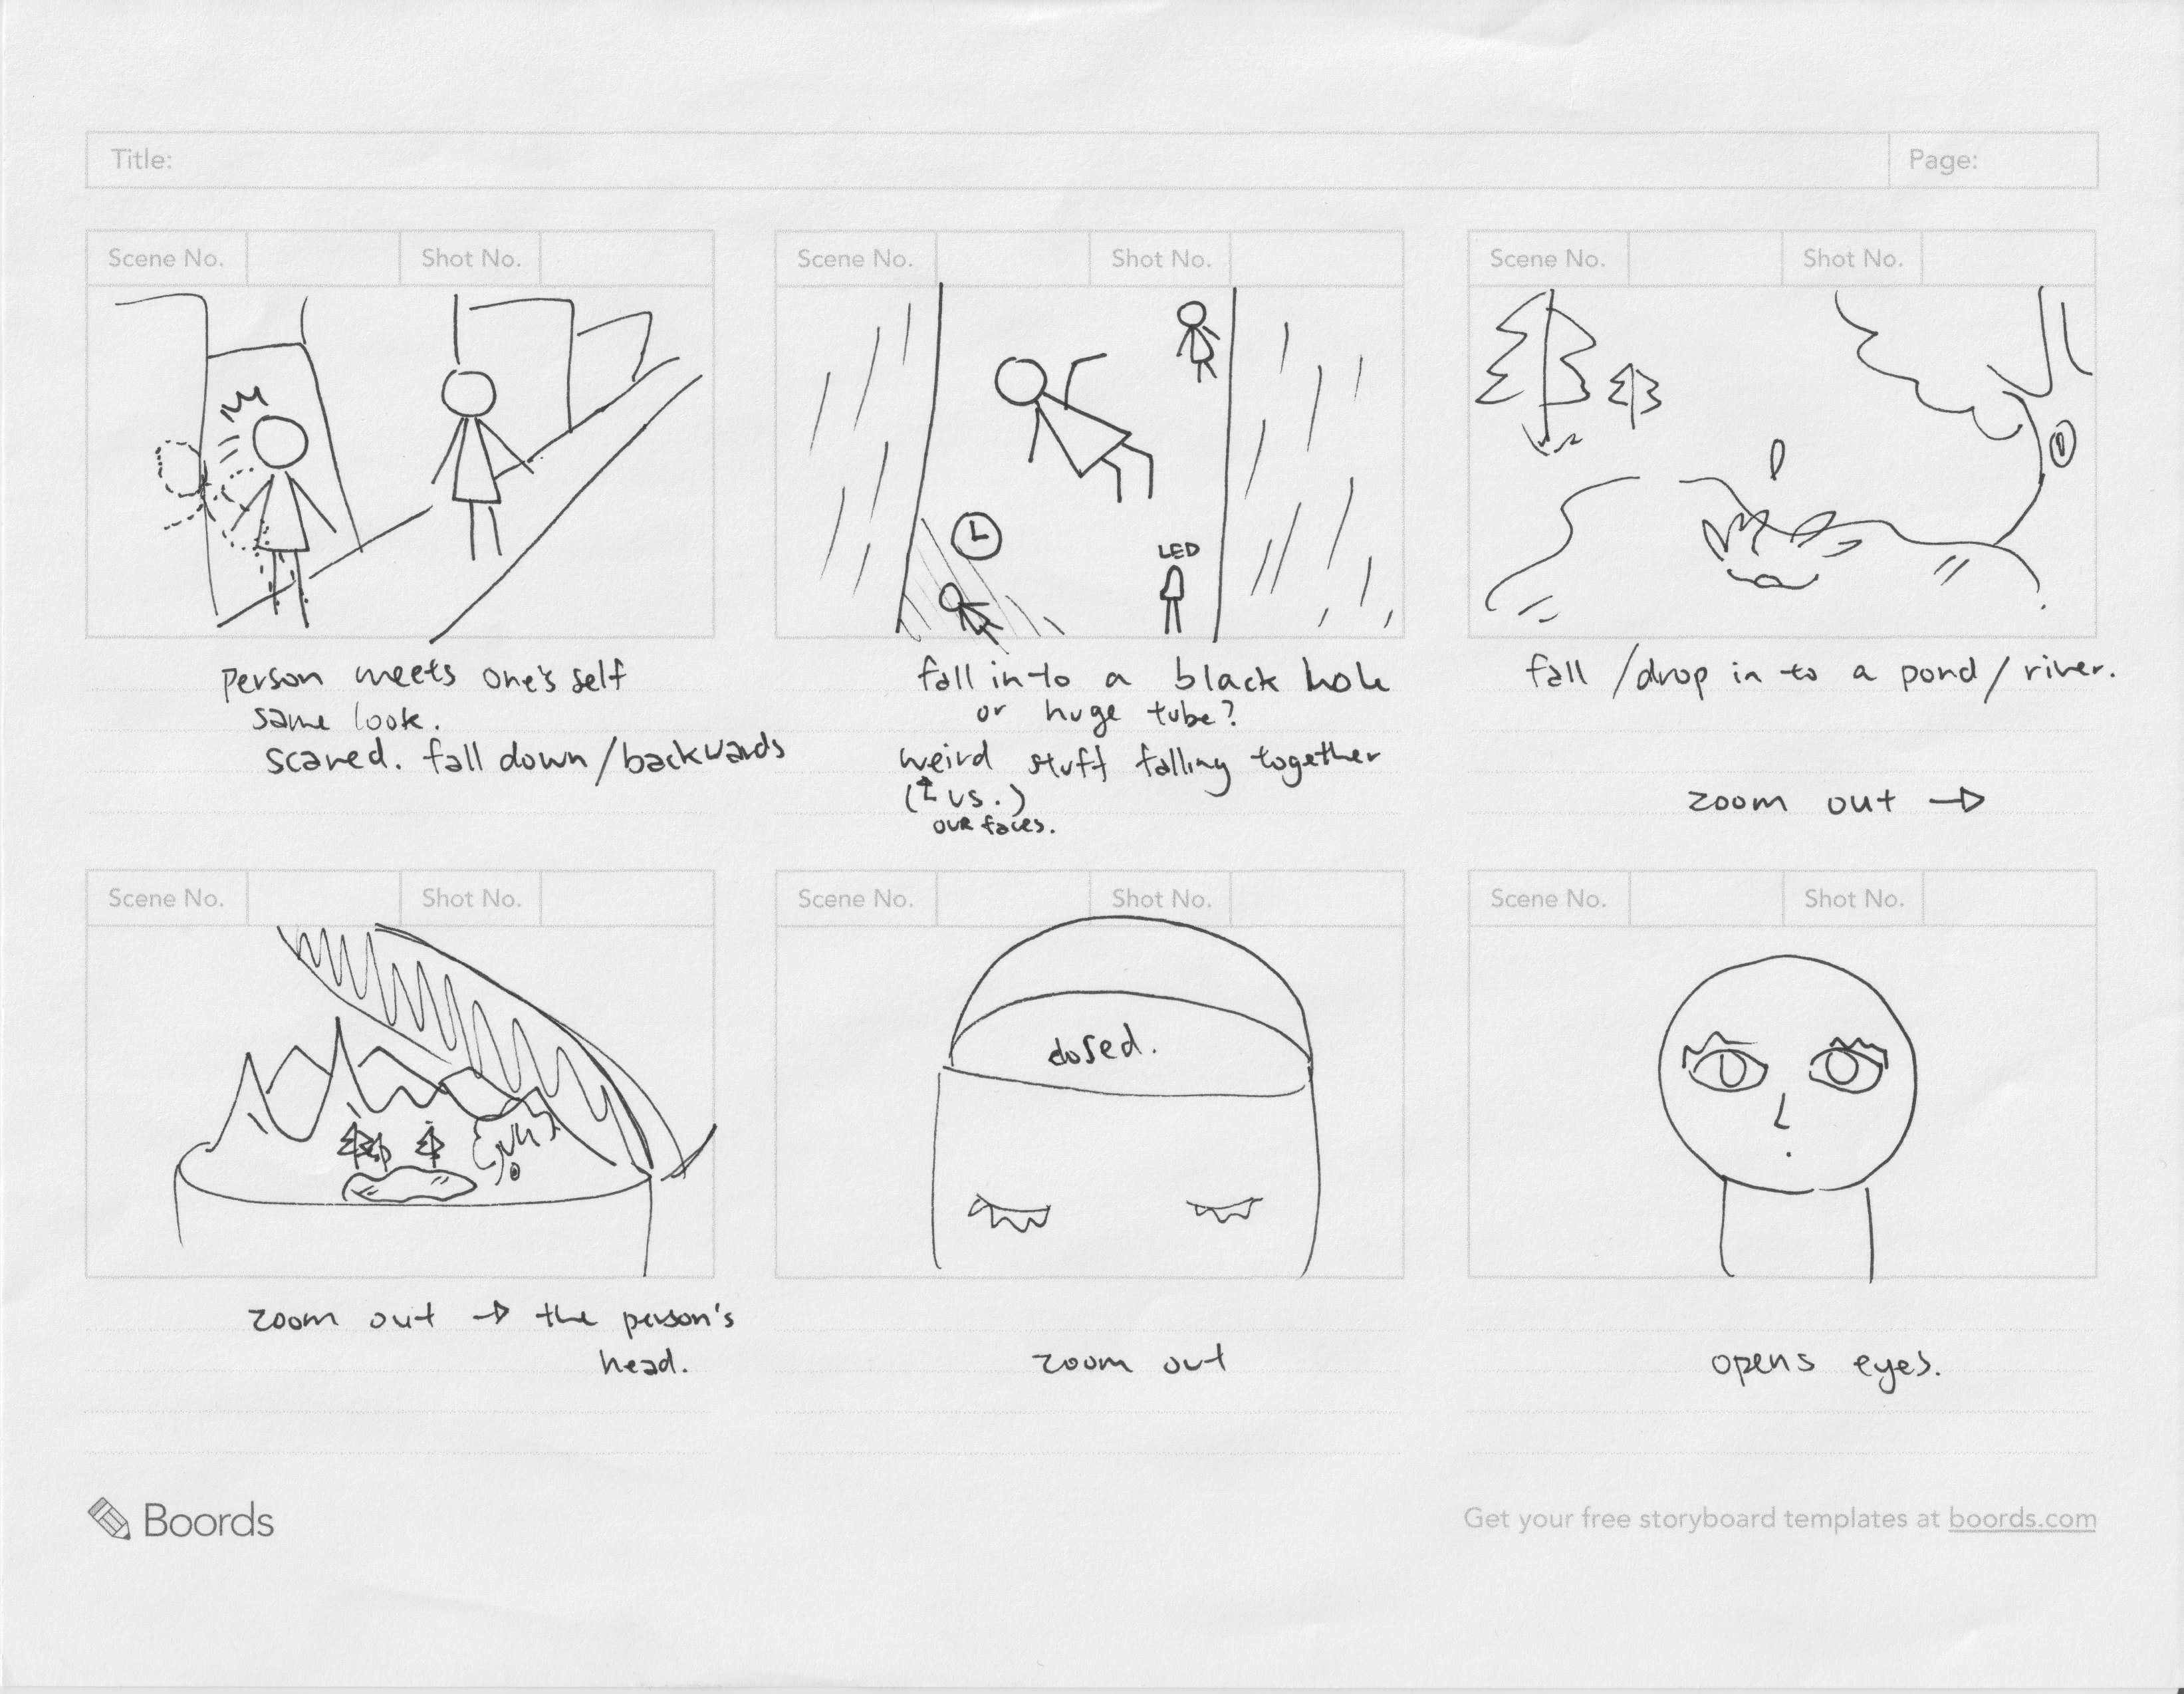 Title:
Page:
Scene No.
Shot No.
Scene No.
Shot No.
Scene No.
Shot No.
LED
person meets one's self
same look.
scared. fall down/backwards
fall into a black hole
or huge tube?
weird stuff falling together
(↑ us.)
our faces.
fall /drop in to a pond/river.
zoom out →
Scene No.
Shot No.
Scene No.
Shot No.
Scene No.
Shot No.
closed.
zoom out → the person's
head.
zoom out
opens eyes.
Boords
Get your free storyboard templates at boords.com